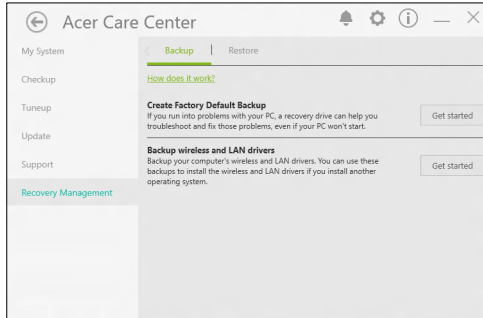 Acer Care Center
My System
Checkup
Tuneup
Update
Support
Recovery Management
Backup
Restore
How does it work?
Create Factory Default Backup
If you run into problems with your PC, a recovery drive can help you
troubleshoot and fix those problems, even if your PC won't start.
Get started
Backup wireless and LAN drivers
Backup your computer's wireless and LAN drivers. You can use these
backups to install the wireless and LAN drivers if you install another
operating system.
Get started